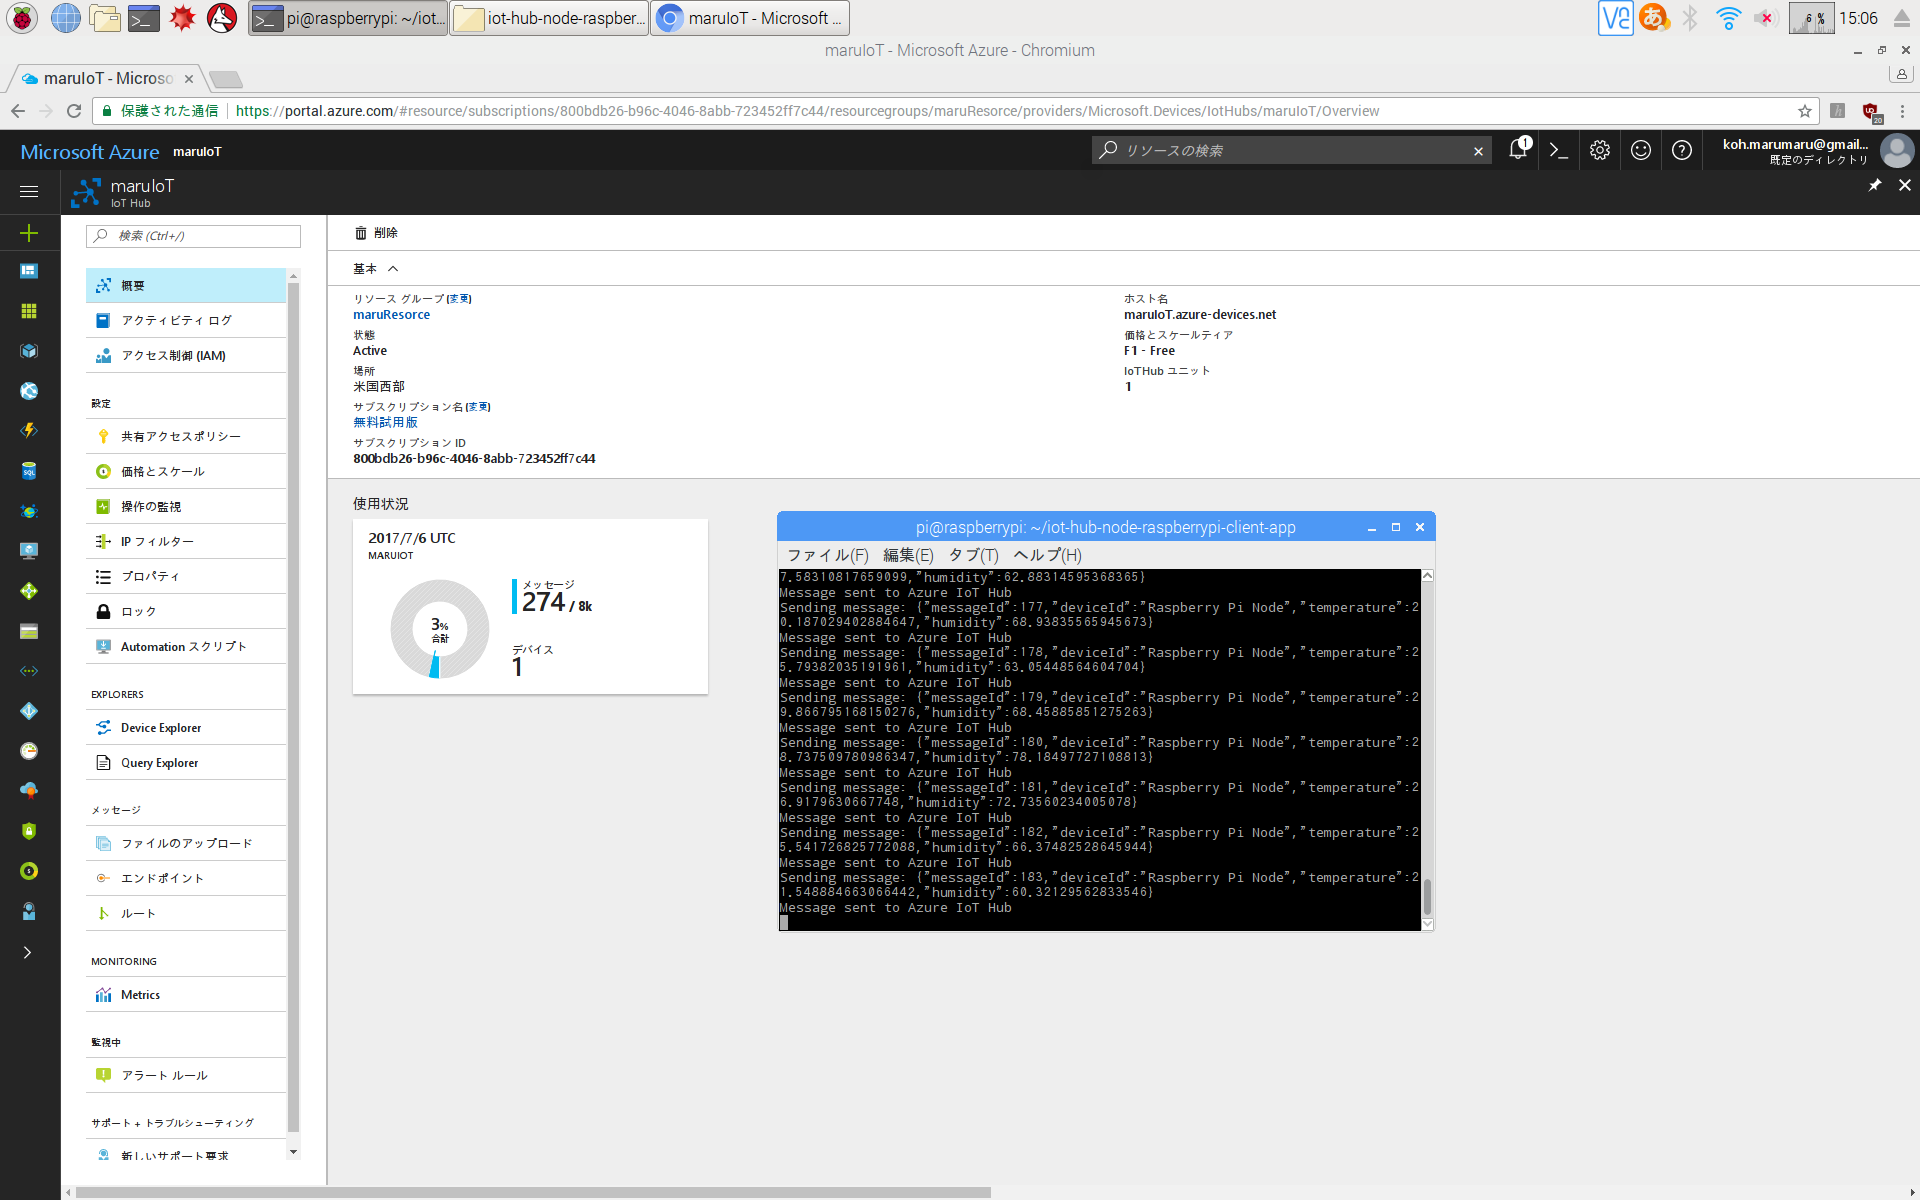 pi@raspberrypi: ~/iot...
iot-hub-node-raspber...
maruIoT - Microsoft ...
6 %
15:06
maruIoT - Microsoft Azure - Chromium
maruIoT - Microso
保護された通信
https://portal.azure.com/#resource/subscriptions/800bdb26-b96c-4046-8abb-723452ff7c44/resourcegroups/maruResorce/providers/Microsoft.Devices/IotHubs/maruIoT/Overview
20
Microsoft Azure maruIoT
リソースの検索
1
koh.marumaru@gmail...
既定のディレクトリ
maruIoT
IoT Hub
検索 (Ctrl+/)
概要
アクティビティ ログ
アクセス制御 (IAM)
設定
共有アクセスポリシー
価格とスケール
操作の監視
IP フィルター
プロパティ
ロック
Automation スクリプト
EXPLORERS
Device Explorer
Query Explorer
メッセージ
ファイルのアップロード
エンドポイント
ルート
MONITORING
Metrics
監視中
アラート ルール
サポート + トラブルシューティング
新しいサポート要求
削除
基本
リソース グループ (変更)
maruResorce
状態
Active
場所
米国西部
サブスクリプション名 (変更)
無料試用版
サブスクリプション ID
800bdb26-b96c-4046-8abb-723452ff7c44
ホスト名
maruIoT.azure-devices.net
価格とスケールティア
F1 - Free
IoTHub ユニット
1
使用状況
2017/7/6 UTC
MARUIOT
3%
合計
メッセージ
274 / 8k
デバイス
1
pi@raspberrypi: ~/iot-hub-node-raspberrypi-client-app
ファイル(F) 編集(E) タブ(T) ヘルプ(H)
7.58310817659099,"humidity":62.88314595368365}
Message sent to Azure IoT Hub
Sending message: {"messageId":177,"deviceId":"Raspberry Pi Node","temperature":2
0.187029402884647,"humidity":68.93835565945673}
Message sent to Azure IoT Hub
Sending message: {"messageId":178,"deviceId":"Raspberry Pi Node","temperature":2
5.79382035191961,"humidity":63.05448564604704}
Message sent to Azure IoT Hub
Sending message: {"messageId":179,"deviceId":"Raspberry Pi Node","temperature":2
9.866795168150276,"humidity":68.45885851275263}
Message sent to Azure IoT Hub
Sending message: {"messageId":180,"deviceId":"Raspberry Pi Node","temperature":2
8.737509780986347,"humidity":78.18497727108813}
Message sent to Azure IoT Hub
Sending message: {"messageId":181,"deviceId":"Raspberry Pi Node","temperature":2
6.9179630667748,"humidity":72.73560234005078}
Message sent to Azure IoT Hub
Sending message: {"messageId":182,"deviceId":"Raspberry Pi Node","temperature":2
5.541726825772088,"humidity":66.37482528645944}
Message sent to Azure IoT Hub
Sending message: {"messageId":183,"deviceId":"Raspberry Pi Node","temperature":2
1.548884663066442,"humidity":60.32129562833546}
Message sent to Azure IoT Hub